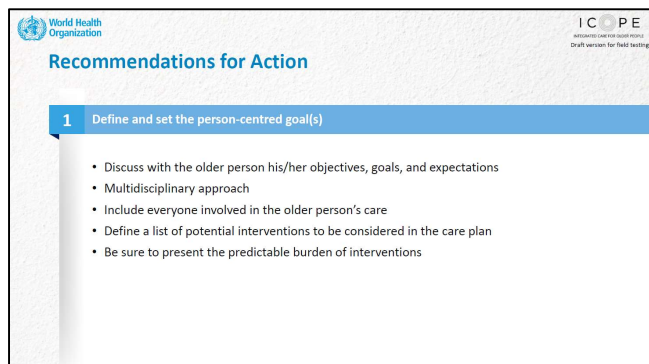 World Health
Organization
I C O P E
INTEGRATED CARE FOR OLDER PEOPLE
Draft version for field testing
Recommendations for Action
1 Define and set the person-centred goal(s)
• Discuss with the older person his/her objectives, goals, and expectations
• Multidisciplinary approach
• Include everyone involved in the older person's care
• Define a list of potential interventions to be considered in the care plan
• Be sure to present the predictable burden of interventions